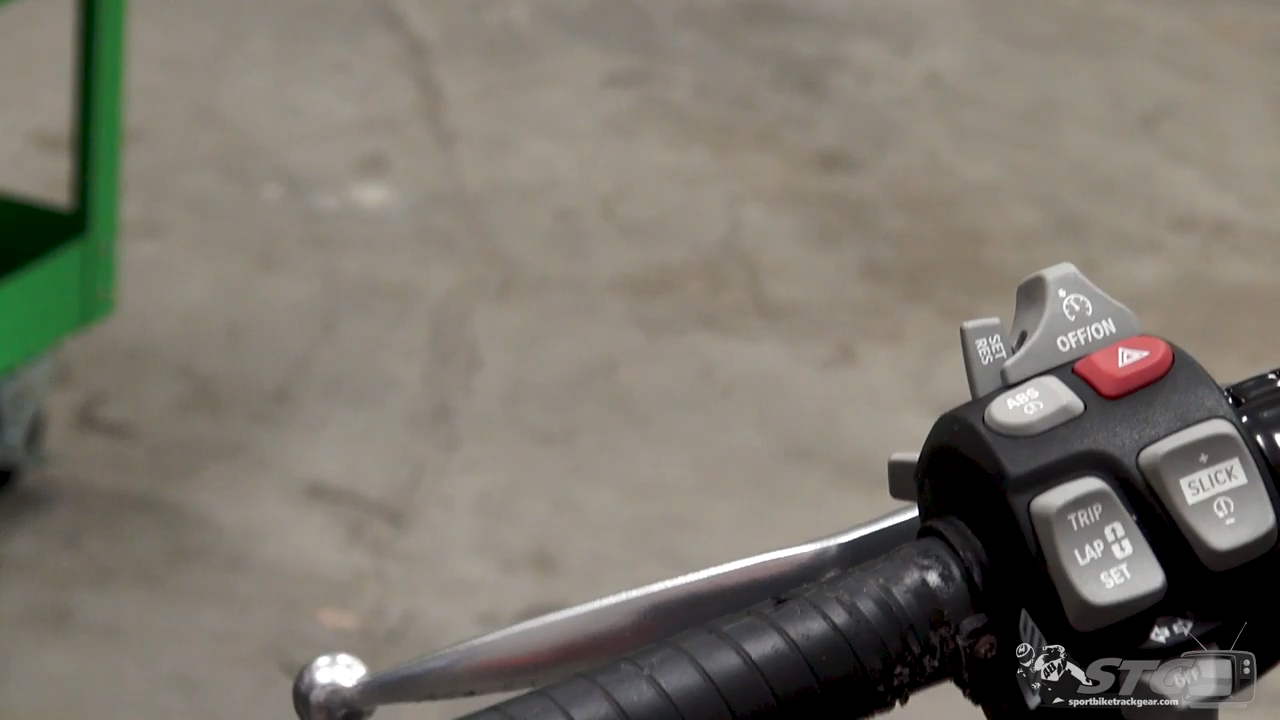 OFF/ON
SET
RES
ABS
SLICK
TRIP
LAP
SET
STG
sportbiketrackgear.com